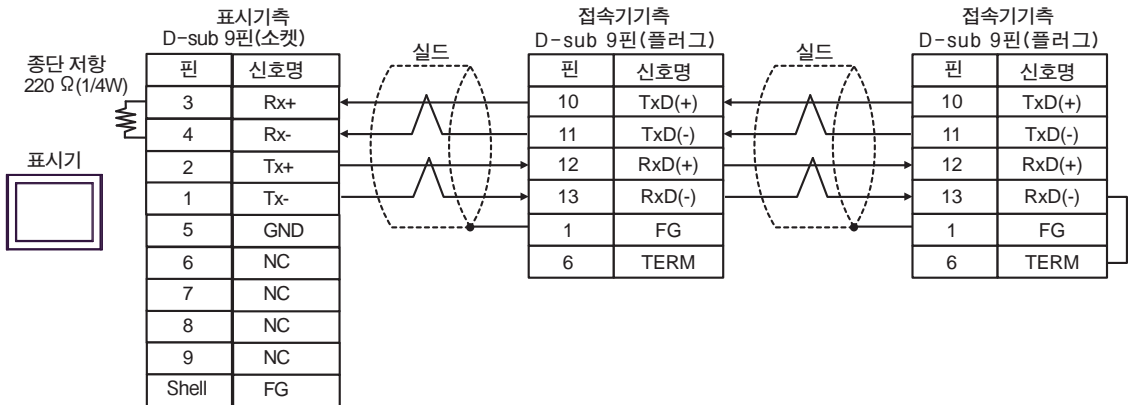 표시기측
D-sub 9핀(소켓)
종단 저항
220 Ω(1/4W)
표시기
핀 신호명
3 Rx+
4 Rx-
2 Tx+
1 Tx-
5 GND
6 NC
7 NC
8 NC
9 NC
Shell FG
실드
접속기기측
D-sub 9핀(플러그)
핀 신호명
10 TxD(+)
11 TxD(-)
12 RxD(+)
13 RxD(-)
1 FG
6 TERM
실드
접속기기측
D-sub 9핀(플러그)
핀 신호명
10 TxD(+)
11 TxD(-)
12 RxD(+)
13 RxD(-)
1 FG
6 TERM